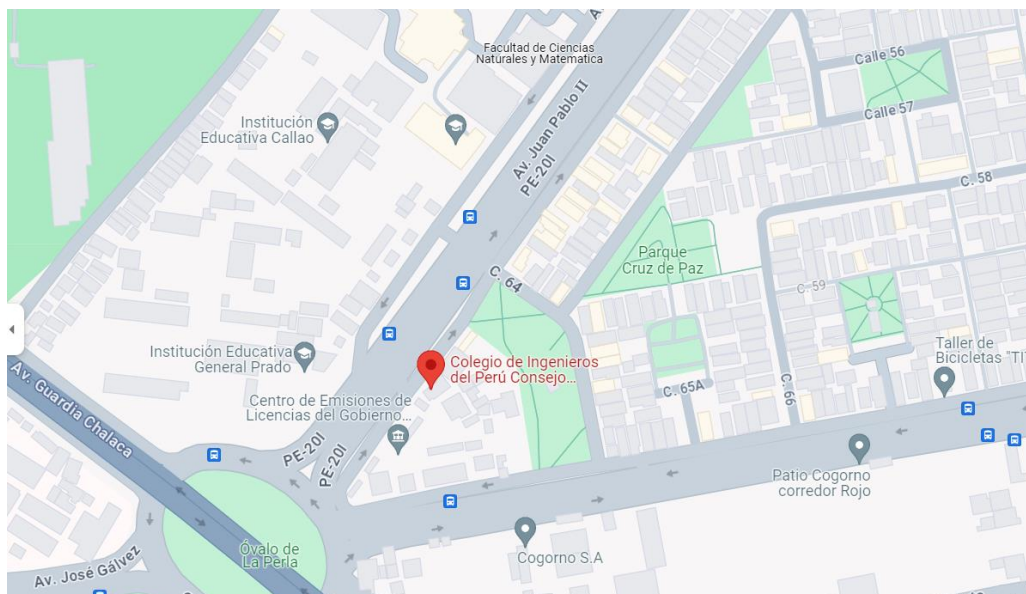 Facultad de Ciencias
Naturales y Matematica
Calle 56
Calle 57
Institución
Educativa Callao
Av. Juan Pablo II
PE-20I
C. 58
Parque
Cruz de Paz
C. 64
C. 59
Institución Educativa
General Prado
Colegio de Ingenieros
del Perú Consejo...
Taller de
Bicicletas "TI
C. 65A
C. 66
Av. Guardia Chalaca
Centro de Emisiones de
Licencias del Gobierno...
PE-20I
PE-20I
Patio Cogorno
corredor Rojo
Óvalo de
La Perla
Cogorno S.A
Av. José Gálvez